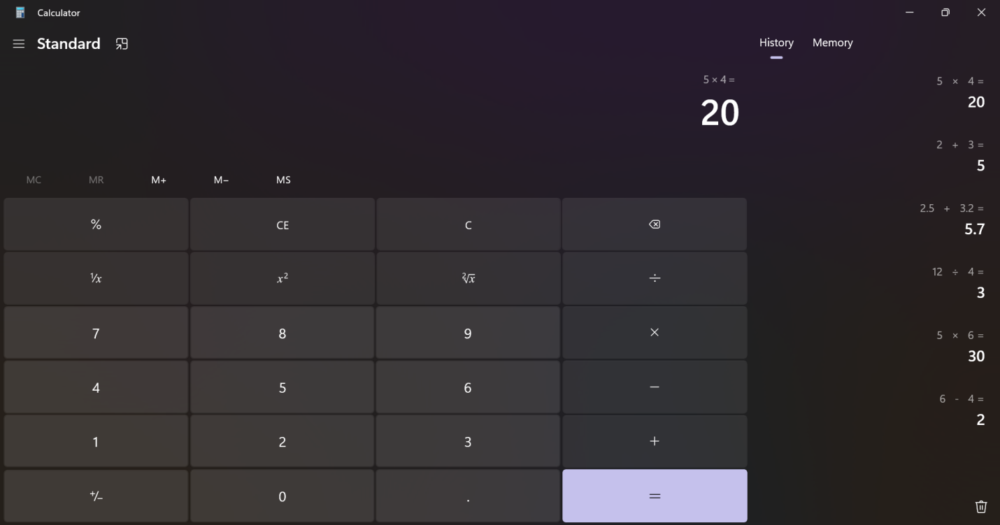 Calculator
Standard
History Memory
5 × 4 =
20
MC MR M+ M− MS
% CE C
⅟x x² ²√x ÷
7 8 9 ×
4 5 6 −
1 2 3 +
+/− 0 . =
5 × 4 =
20
2 + 3 =
5
2.5 + 3.2 =
5.7
12 ÷ 4 =
3
5 × 6 =
30
6 - 4 =
2